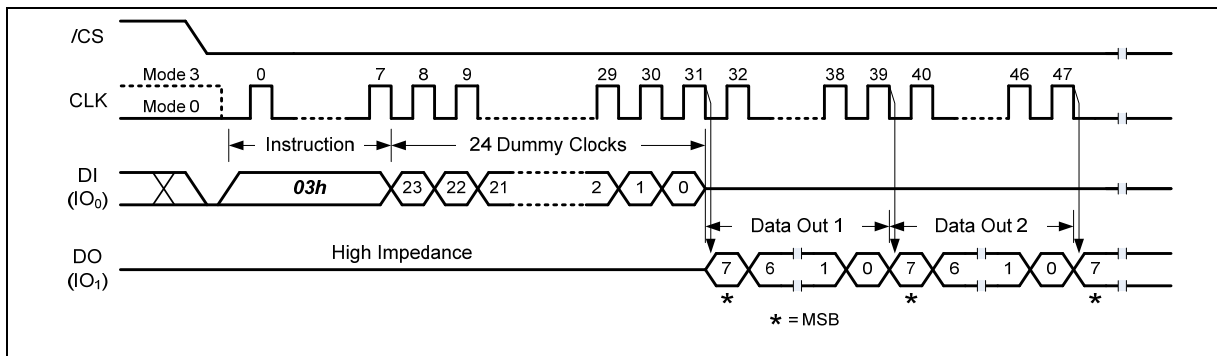 /CS
Mode 3 0 7 8 9 29 30 31 32 38 39 40 46 47
CLK
Mode 0
Instruction 24 Dummy Clocks
DI
(IO₀)
03h 23 22 21 2 1 0
Data Out 1 Data Out 2
High Impedance
DO
(IO₁)
7 6 1 0 7 6 1 0 7
* * *
* = MSB